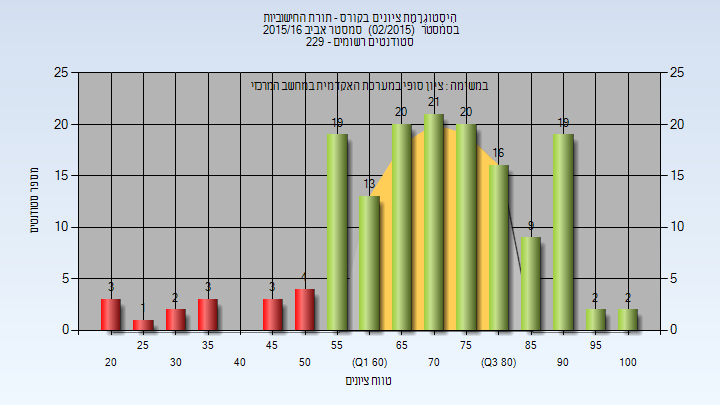 היסטוגרמת ציונים בקורס - תורת החישוביות
בסמסטר (02/2015) סמסטר אביב 2015/16
סטודנטים רשומים - 229
במשימה : ציון סופי במערכת האקדמית במחשב המרכזי
מספר סטודנטים
25 20 15 10 5 0
25 20 15 10 5 0
3 1 2 3 3 4 19 13 20 21 20 16 9 19 2 2
25 35 45 55 65 75 85 95
20 30 40 50 (Q1 60) 70 (Q3 80) 90 100
טווח ציונים